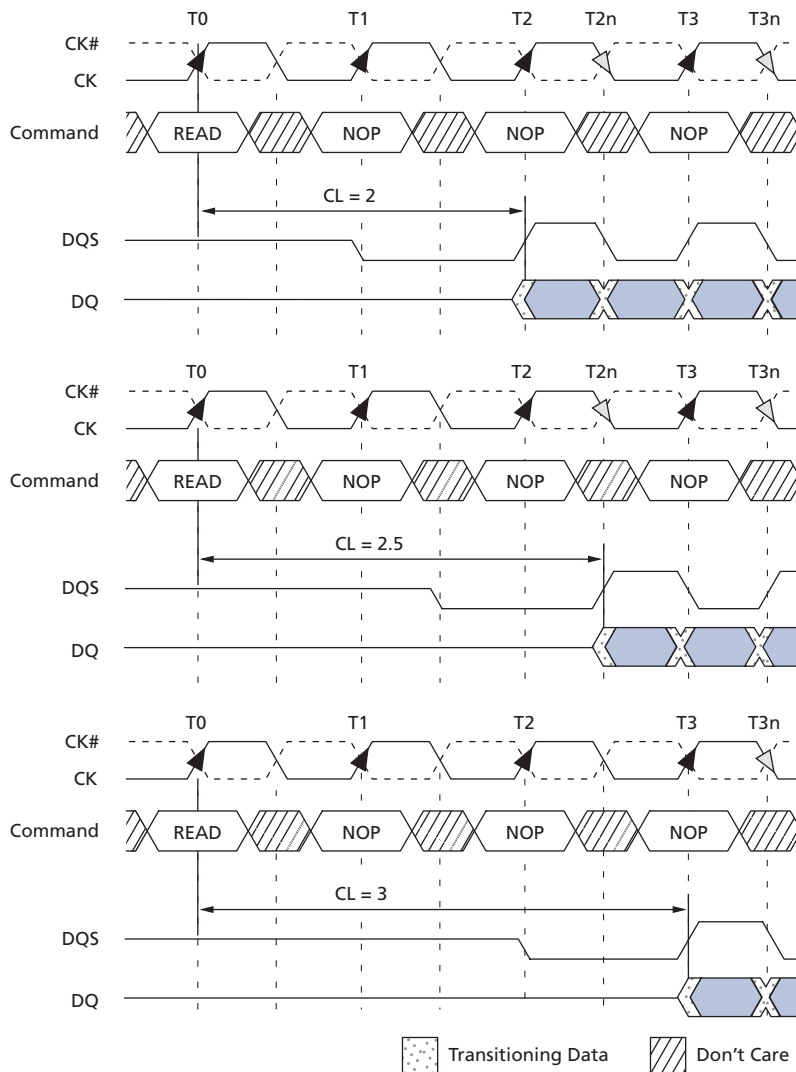 T0 T1 T2 T2n T3 T3n
CK#
CK
Command READ NOP NOP NOP
CL = 2
DQS
DQ
T0 T1 T2 T2n T3 T3n
CK#
CK
Command READ NOP NOP NOP
CL = 2.5
DQS
DQ
T0 T1 T2 T3 T3n
CK#
CK
Command READ NOP NOP NOP
CL = 3
DQS
DQ
Transitioning Data Don't Care